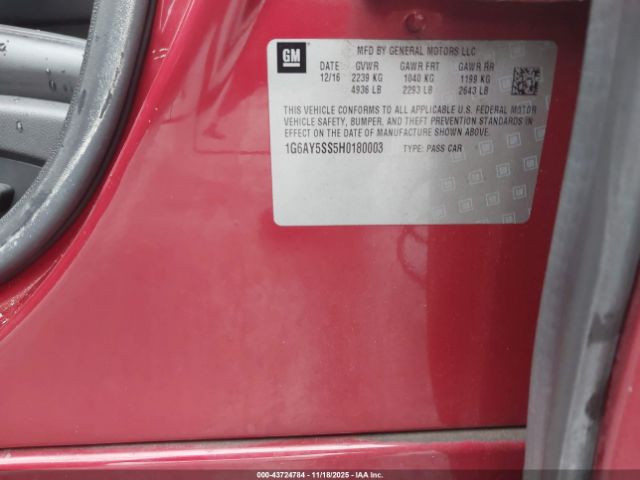 GM
MFD BY GENERAL MOTORS LLC
DATE GVWR GAWR FRT GAWR RR
12/16 2239 KG 1040 KG 1199 KG
4936 LB 2293 LB 2643 LB
THIS VEHICLE CONFORMS TO ALL APPLICABLE U.S. FEDERAL MOTOR
VEHICLE SAFETY, BUMPER, AND THEFT PREVENTION STANDARDS IN
EFFECT ON THE DATE OF MANUFACTURE SHOWN ABOVE.
1G6AY5SS5H0180003 TYPE: PASS CAR
000-43724784 | 11/18/2025 | IAA Inc.